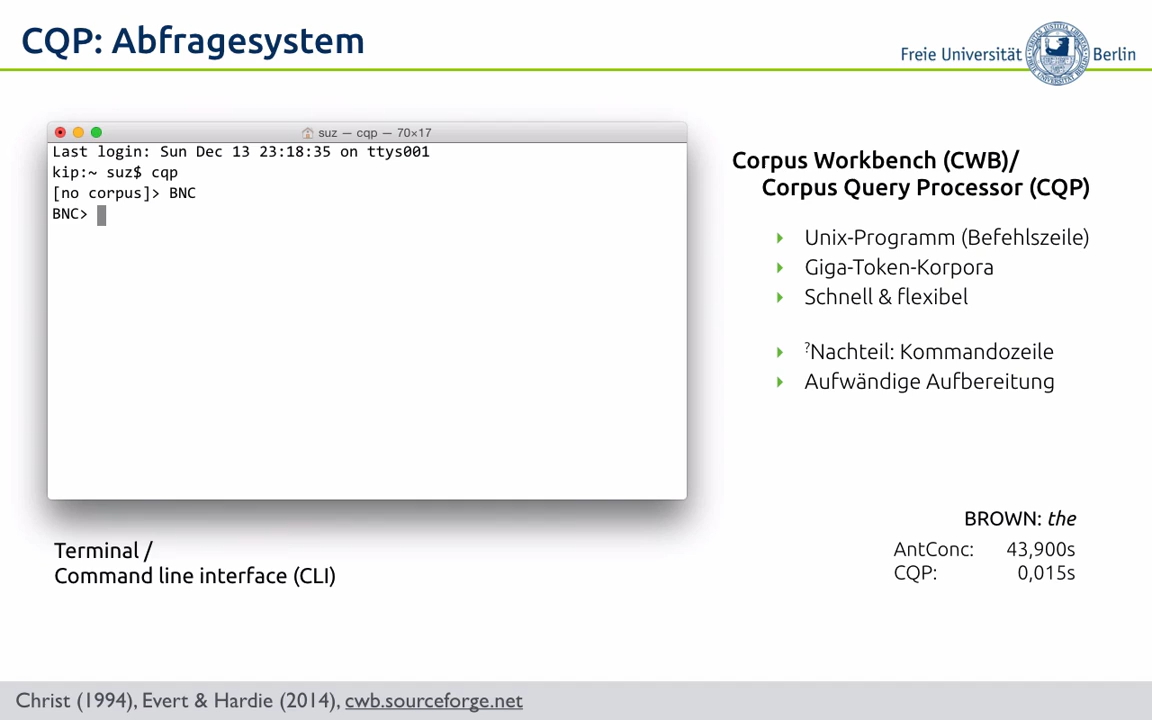 CQP: Abfragesystem
Freie Universität Berlin
suz — cqp — 70×17
Last login: Sun Dec 13 23:18:35 on ttys001
kip:~ suz$ cqp
[no corpus]> BNC
BNC>
Corpus Workbench (CWB)/
Corpus Query Processor (CQP)
Unix-Programm (Befehlszeile)
Giga-Token-Korpora
Schnell & flexibel
?Nachteil: Kommandozeile
Aufwändige Aufbereitung
BROWN: the
AntConc: 43,900s
CQP: 0,015s
Terminal /
Command line interface (CLI)
Christ (1994), Evert & Hardie (2014), cwb.sourceforge.net